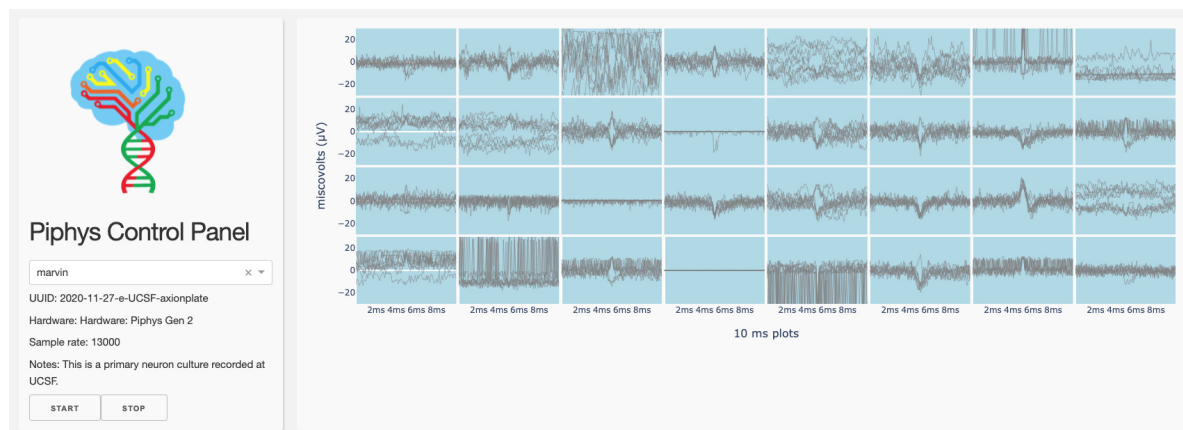 Piphys Control Panel
marvin
UUID: 2020-11-27-e-UCSF-axionplate
Hardware: Hardware: Piphys Gen 2
Sample rate: 13000
Notes: This is a primary neuron culture recorded at
UCSF.
START STOP
miscovolts (μV)
20
0
−20
20
0
−20
20
0
−20
20
0
−20
2ms 4ms 6ms 8ms 2ms 4ms 6ms 8ms 2ms 4ms 6ms 8ms 2ms 4ms 6ms 8ms 2ms 4ms 6ms 8ms 2ms 4ms 6ms 8ms 2ms 4ms 6ms 8ms 2ms 4ms 6ms 8ms
10 ms plots